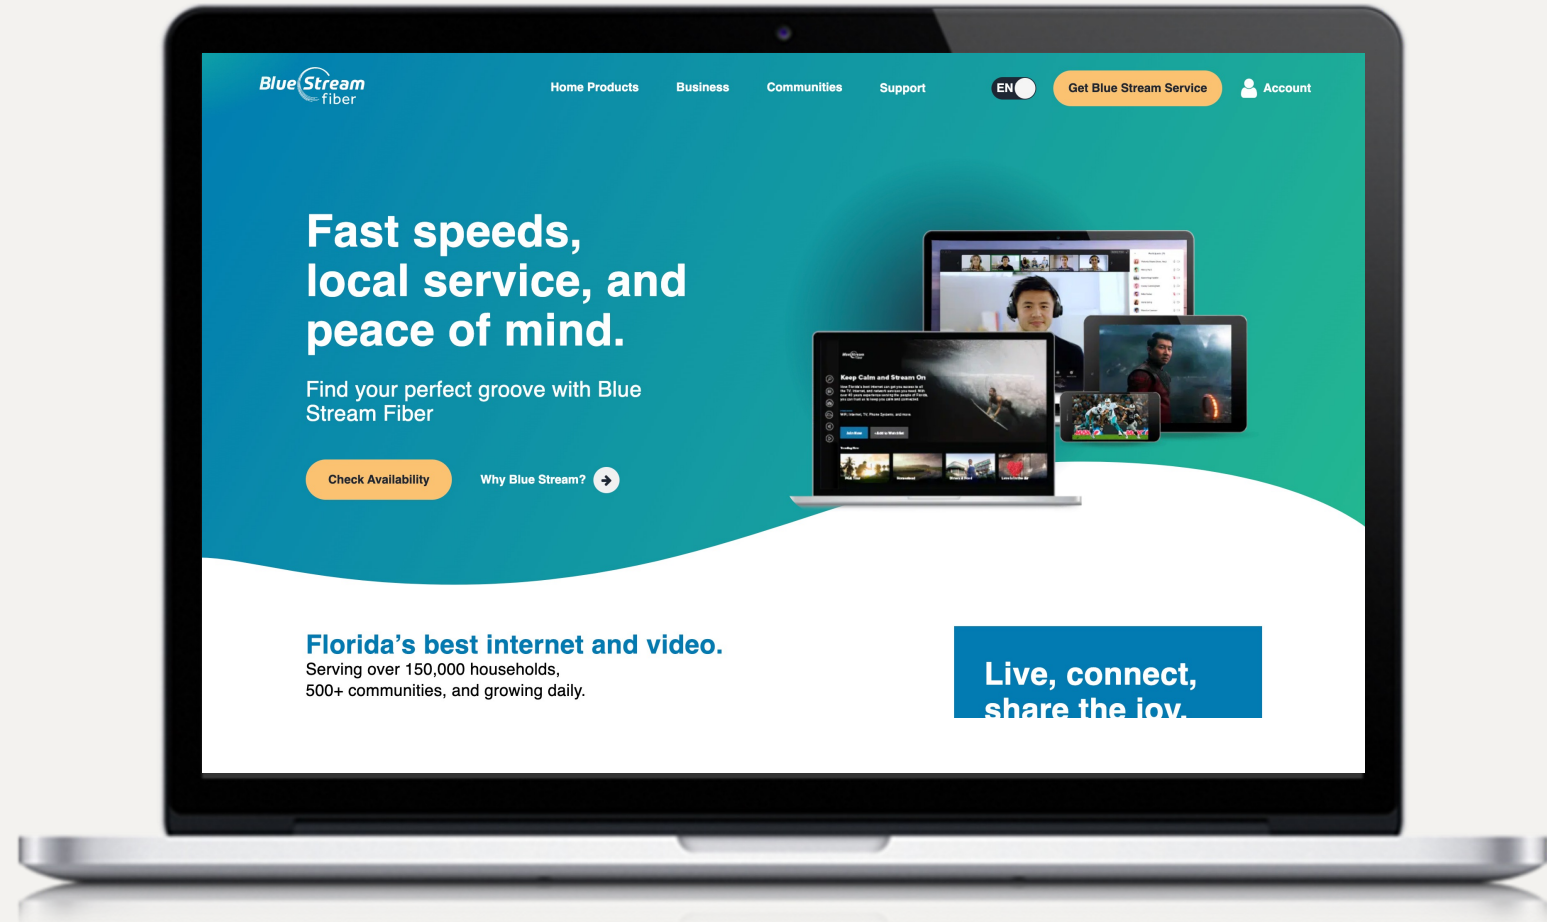 Blue Stream
fiber
Home Products
Business
Communities
Support
EN
Get Blue Stream Service
Account
Fast speeds,
local service, and
peace of mind.
Find your perfect groove with Blue
Stream Fiber
Check Availability
Why Blue Stream?
Keep Calm and Stream On
Florida’s best internet and video.
Serving over 150,000 households,
500+ communities, and growing daily.
Live, connect,
share the joy.